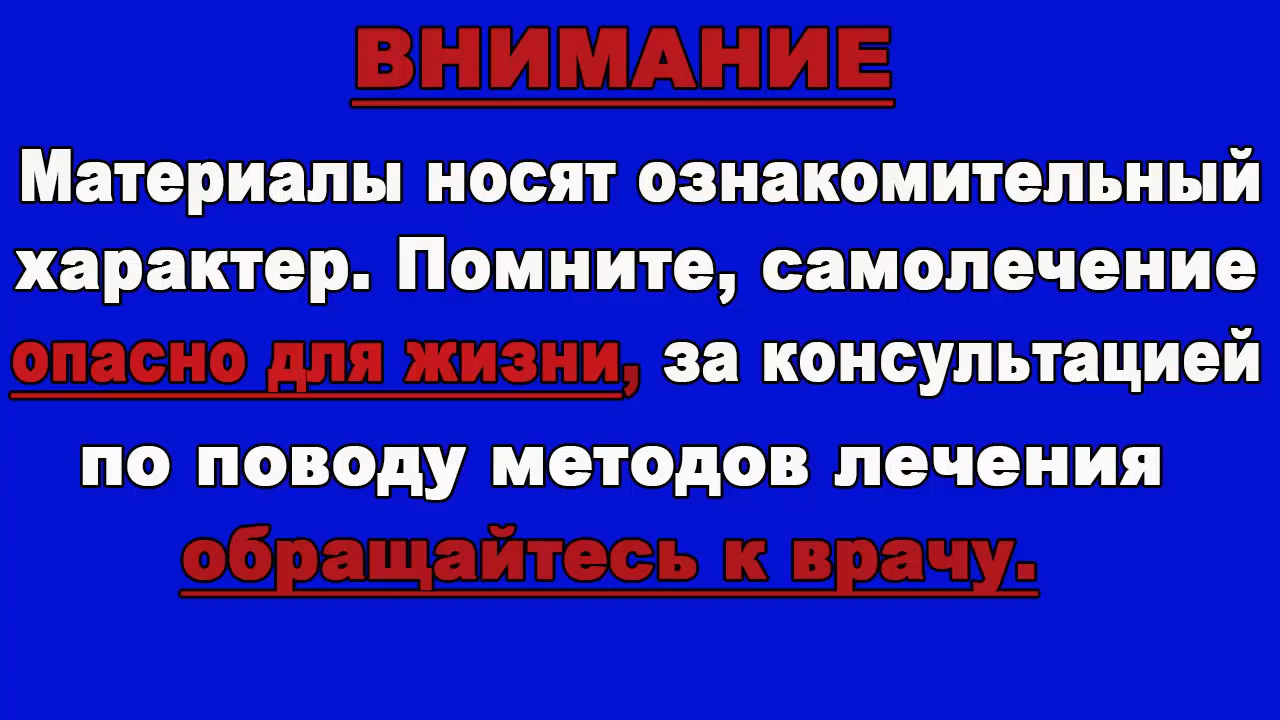 ВНИМАНИЕ
Материалы носят ознакомительный
характер. Помните, самолечение
опасно для жизни, за консультацией
по поводу методов лечения
обращайтесь к врачу.